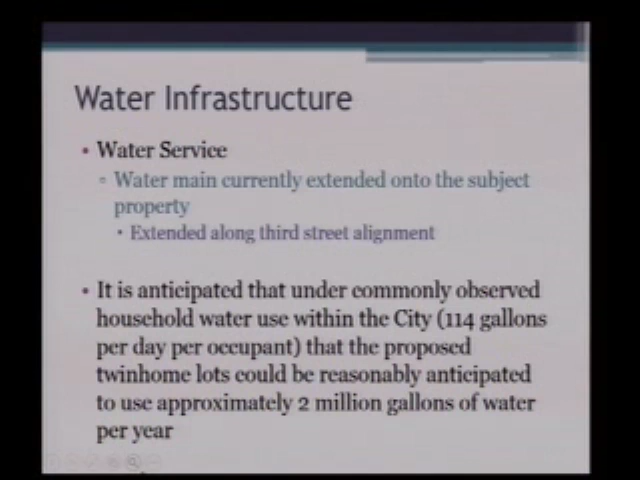 Water Infrastructure
• Water Service
▫ Water main currently extended onto the subject
property
• Extended along third street alignment
• It is anticipated that under commonly observed
household water use within the City (114 gallons
per day per occupant) that the proposed
twinhome lots could be reasonably anticipated
to use approximately 2 million gallons of water
per year